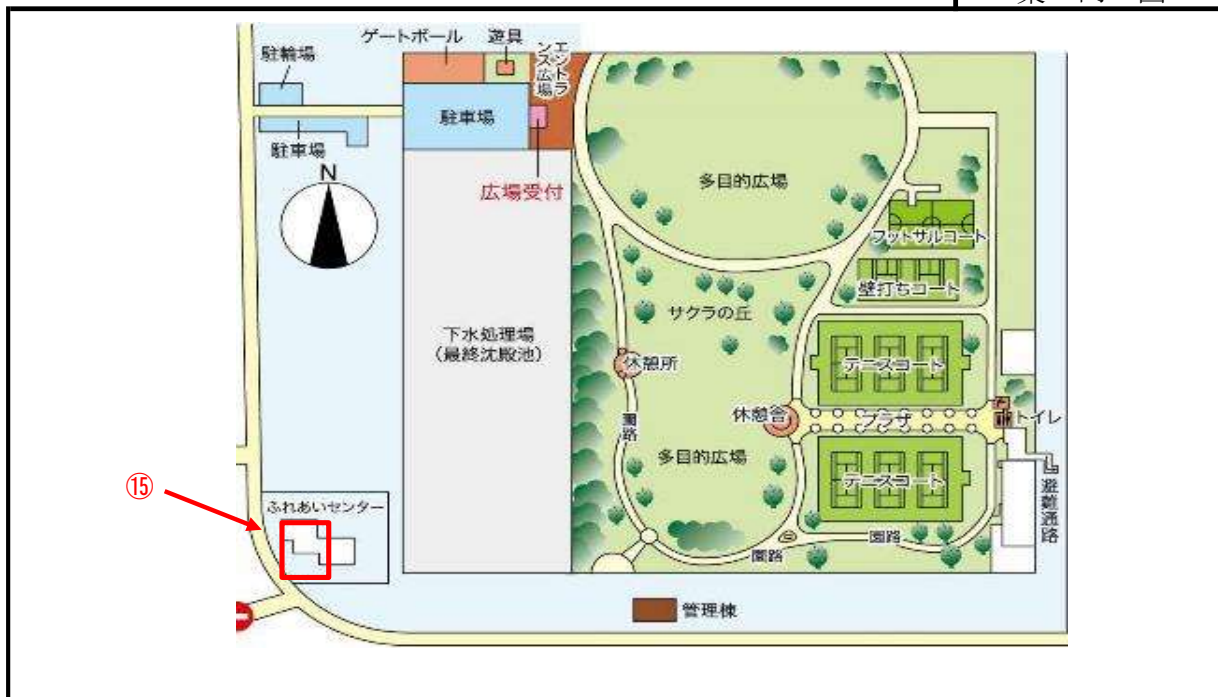 案 内 図
ゲートボール
遊具
エントラ
ンス広場
駐輪場
駐車場
駐車場
N
広場受付
多目的広場
フットサルコート
壁打ちコート
サクラの丘
下水処理場
(最終沈殿池)
休憩所
テニスコート
休憩舎
プラザ
トイレ
園路
多目的広場
テニスコート
避難通路
⑮
ふれあいセンター
園路
園路
管理棟